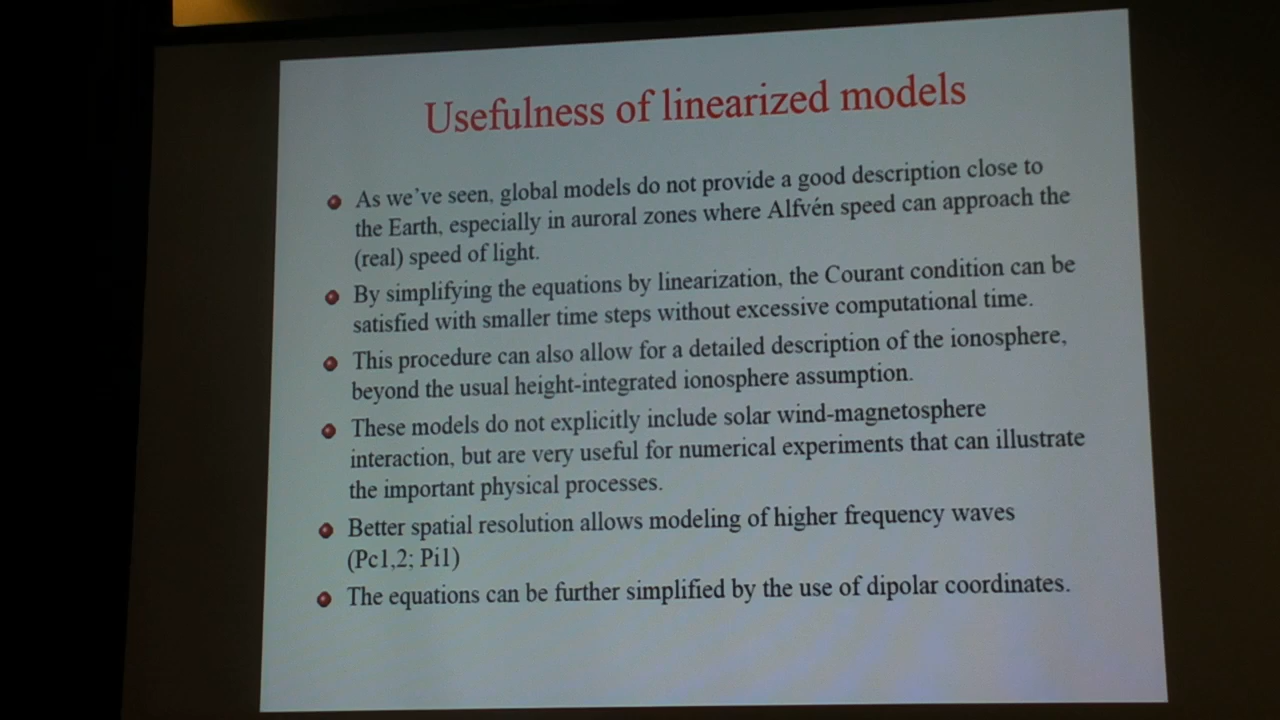 Usefulness of linearized models
As we've seen, global models do not provide a good description close to
the Earth, especially in auroral zones where Alfvén speed can approach the
(real) speed of light.
By simplifying the equations by linearization, the Courant condition can be
satisfied with smaller time steps without excessive computational time.
This procedure can also allow for a detailed description of the ionosphere,
beyond the usual height-integrated ionosphere assumption.
These models do not explicitly include solar wind-magnetosphere
interaction, but are very useful for numerical experiments that can illustrate
the important physical processes.
Better spatial resolution allows modeling of higher frequency waves
(Pc1,2; Pi1)
The equations can be further simplified by the use of dipolar coordinates.